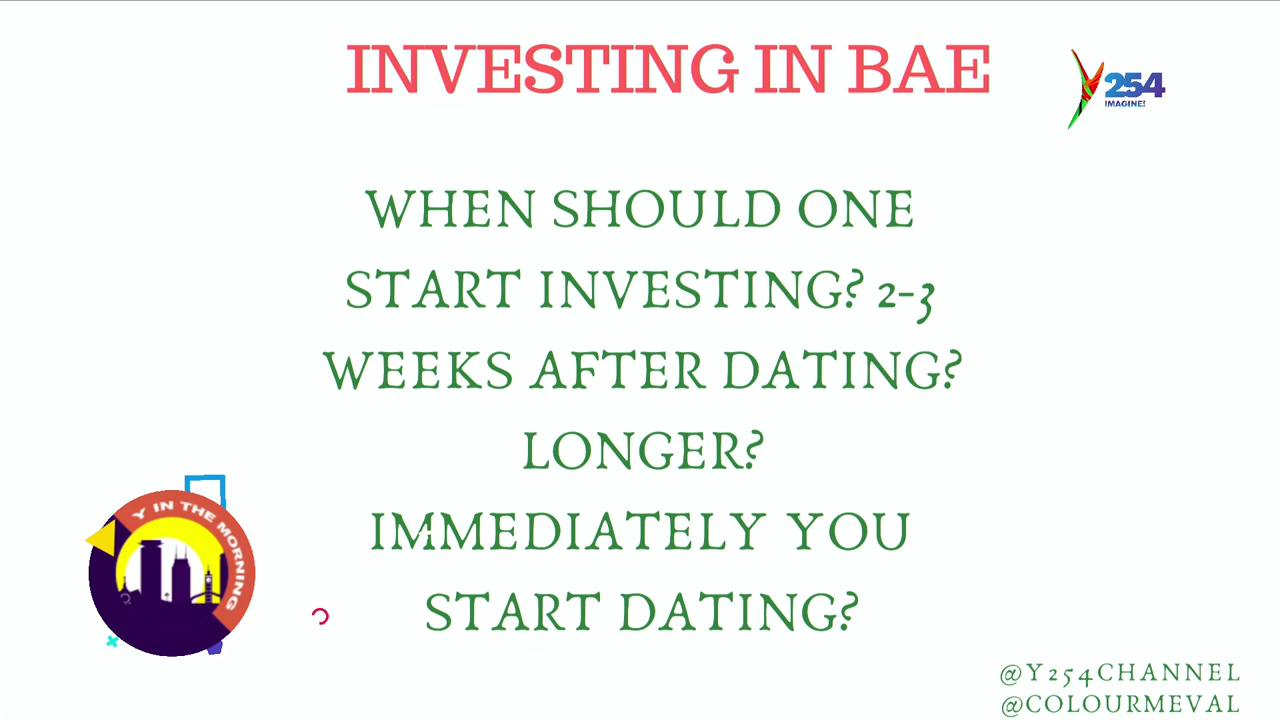 INVESTING IN BAE
254
IMAGINE!
WHEN SHOULD ONE
START INVESTING? 2-3
WEEKS AFTER DATING?
LONGER?
IMMEDIATELY YOU
START DATING?
Y IN THE MORNING
@Y254CHANNEL
@COLOURMEVAL